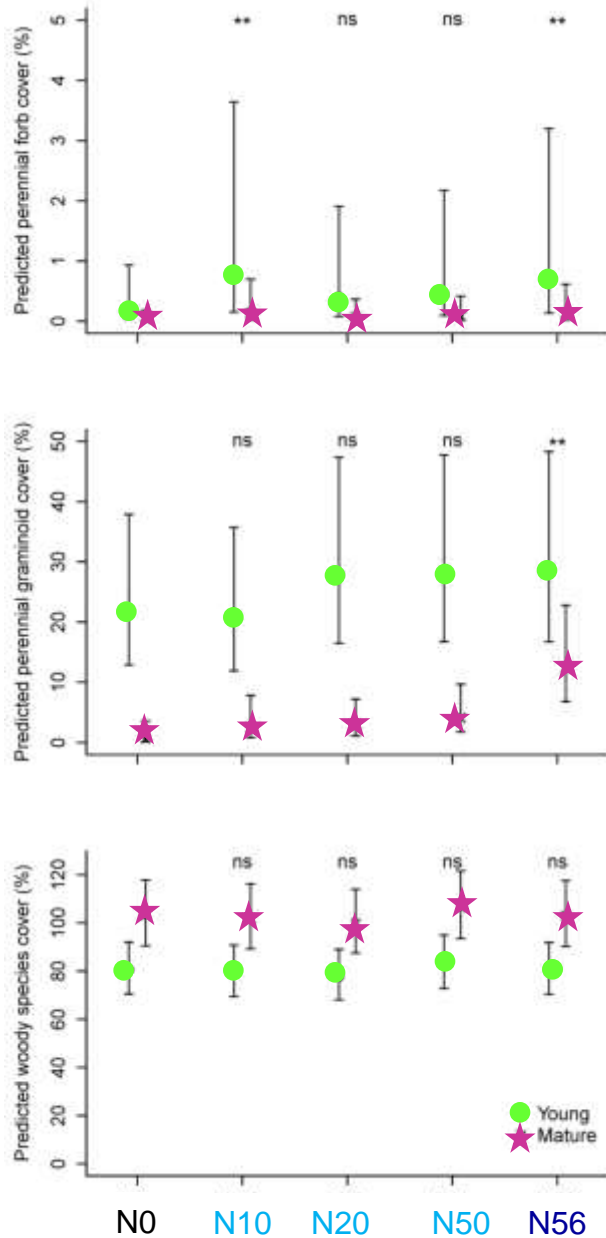 Predicted perennial forb cover (%)
5
4
3
2
1
0
** ns ns **
Predicted perennial graminoid cover (%)
50
40
30
20
10
0
ns ns ns **
Predicted woody species cover (%)
120
100
80
60
40
20
0
ns ns ns ns
Young
Mature
N0 N10 N20 N50 N56